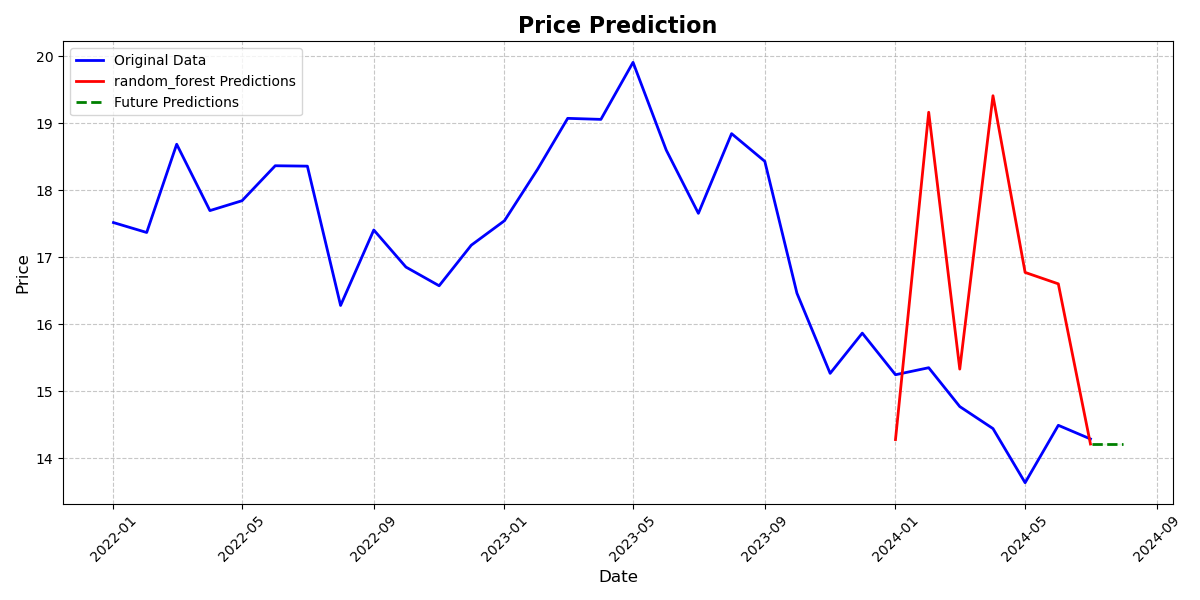 Price Prediction
Original Data
random_forest Predictions
Future Predictions
20
19
18
17
16
15
14
Price
2022-01
2022-05
2022-09
2023-01
2023-05
2023-09
2024-01
2024-05
2024-09
Date